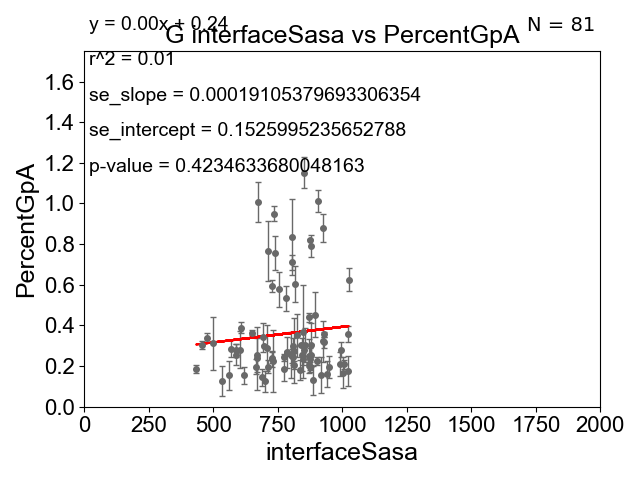 y = 0.00x + 0.24
N = 81
G interfaceSasa vs PercentGpA
r^2 = 0.01
se_slope = 0.00019105379693306354
se_intercept = 0.1525995235652788
p-value = 0.4234633680048163
PercentGpA
1.6
1.4
1.2
1.0
0.8
0.6
0.4
0.2
0.0
0 250 500 750 1000 1250 1500 1750 2000
interfaceSasa